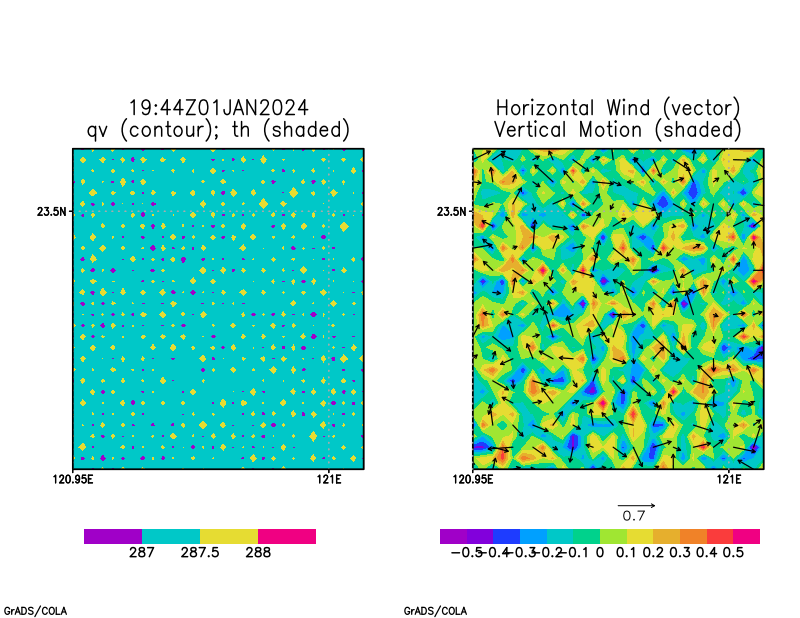 19:44Z01JAN2024
qv (contour); th (shaded)
23.5N
120.95E
121E
287
287.5
288
GrADS/COLA
Horizontal Wind (vector)
Vertical Motion (shaded)
23.5N
120.95E
121E
0.7
-0.5 -0.4 -0.3 -0.2 -0.1 0 0.1 0.2 0.3 0.4 0.5
GrADS/COLA